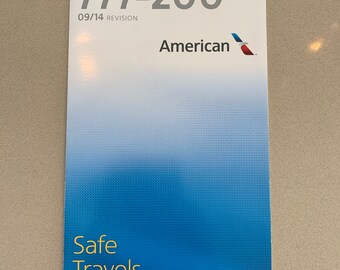 777-200
09/14 REVISION
American
Safe
Travels